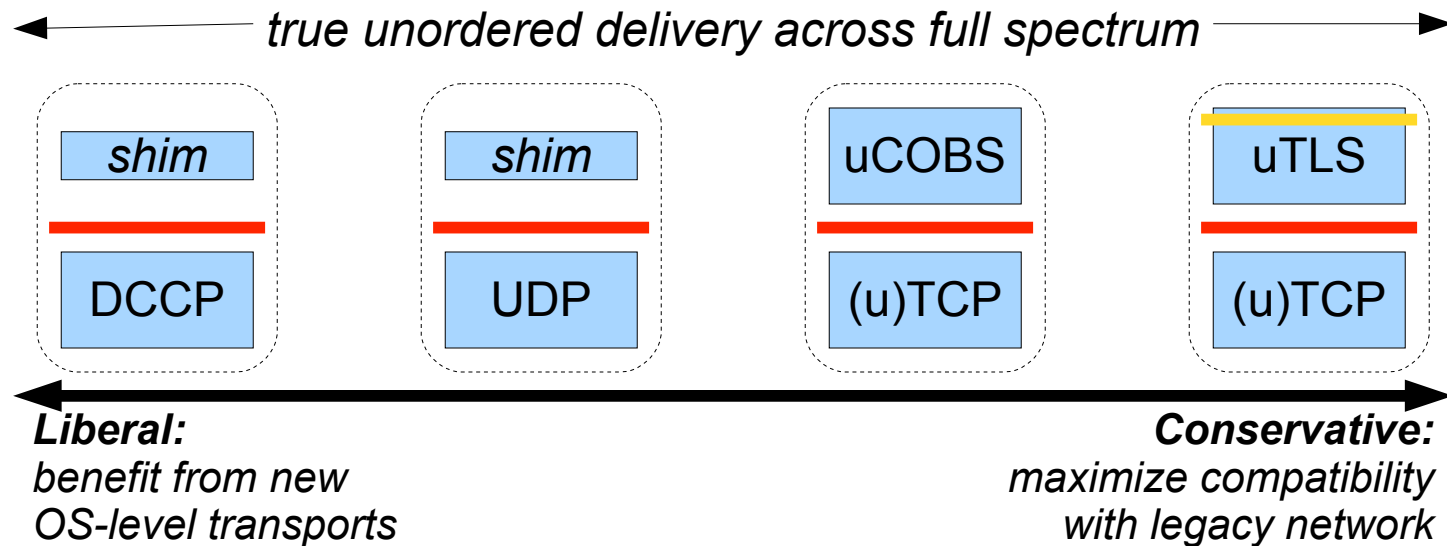 true unordered delivery across full spectrum
shim
shim
uCOBS
uTLS
DCCP
UDP
(u)TCP
(u)TCP
Liberal:
benefit from new
OS-level transports
Conservative:
maximize compatibility
with legacy network